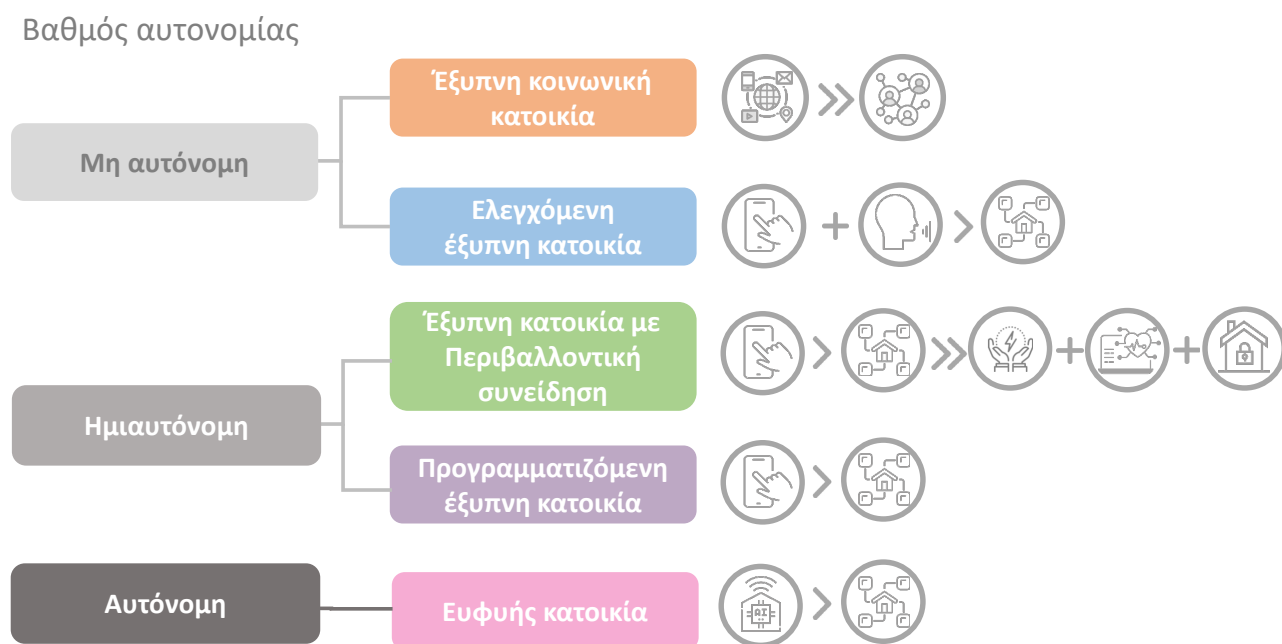 Βαθμός αυτονομίας
Έξυπνη κοινωνική
κατοικία
Μη αυτόνομη
Ελεγχόμενη
έξυπνη κατοικία
Έξυπνη κατοικία με
Περιβαλλοντική
συνείδηση
Ημιαυτόνομη
Προγραμματιζόμενη
έξυπνη κατοικία
Αυτόνομη
Ευφυής κατοικία
AI